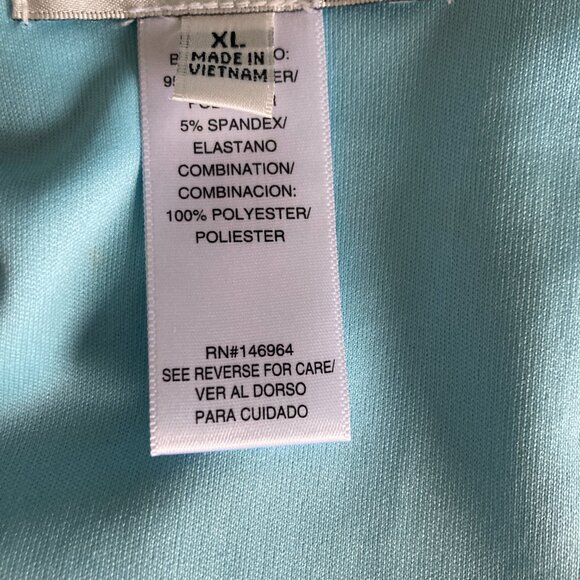 XL
MADE IN
VIETNAM
5% SPANDEX/
ELASTANO
COMBINATION/
COMBINACION:
100% POLYESTER/
POLIESTER
RN#146964
SEE REVERSE FOR CARE/
VER AL DORSO
PARA CUIDADO